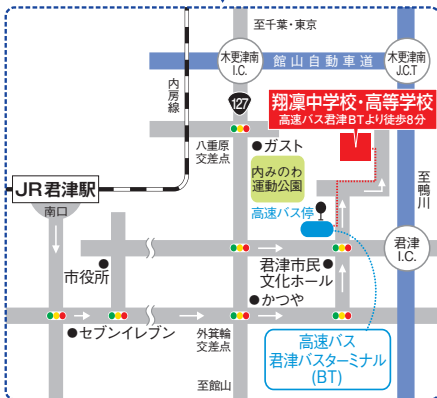 至千葉・東京
木更津南
I.C.
館山自動車道
木更津南
J.C.T
内房線
127
翔凜中学校・高等学校
高速バス君津BTより徒歩8分
八重原
交差点
ガスト
内みのわ
運動公園
至鴨川
JR君津駅
南口
高速バス停
君津
I.C.
市役所
君津市民
文化ホール
かつや
セブンイレブン
外箕輪
交差点
高速バス
君津バスターミナル
(BT)
至館山